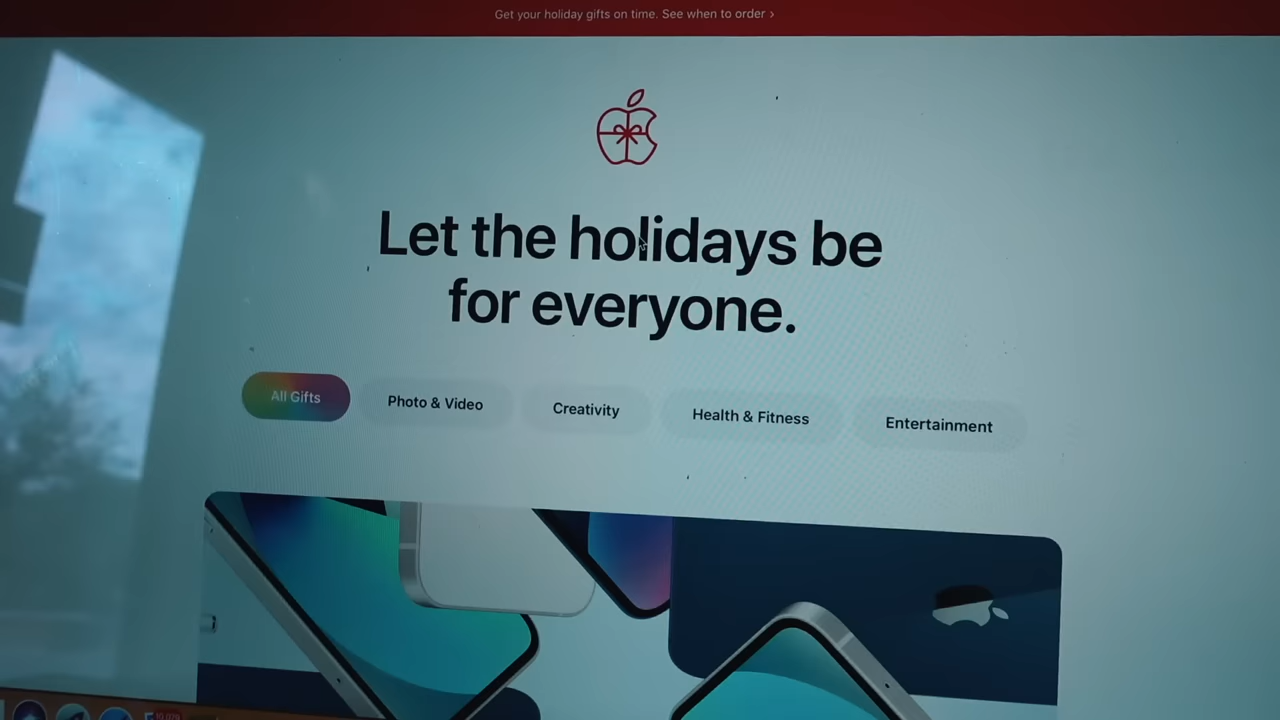 Get your holiday gifts on time. See when to order ›
Let the holidays be
for everyone.
All Gifts
Photo & Video
Creativity
Health & Fitness
Entertainment